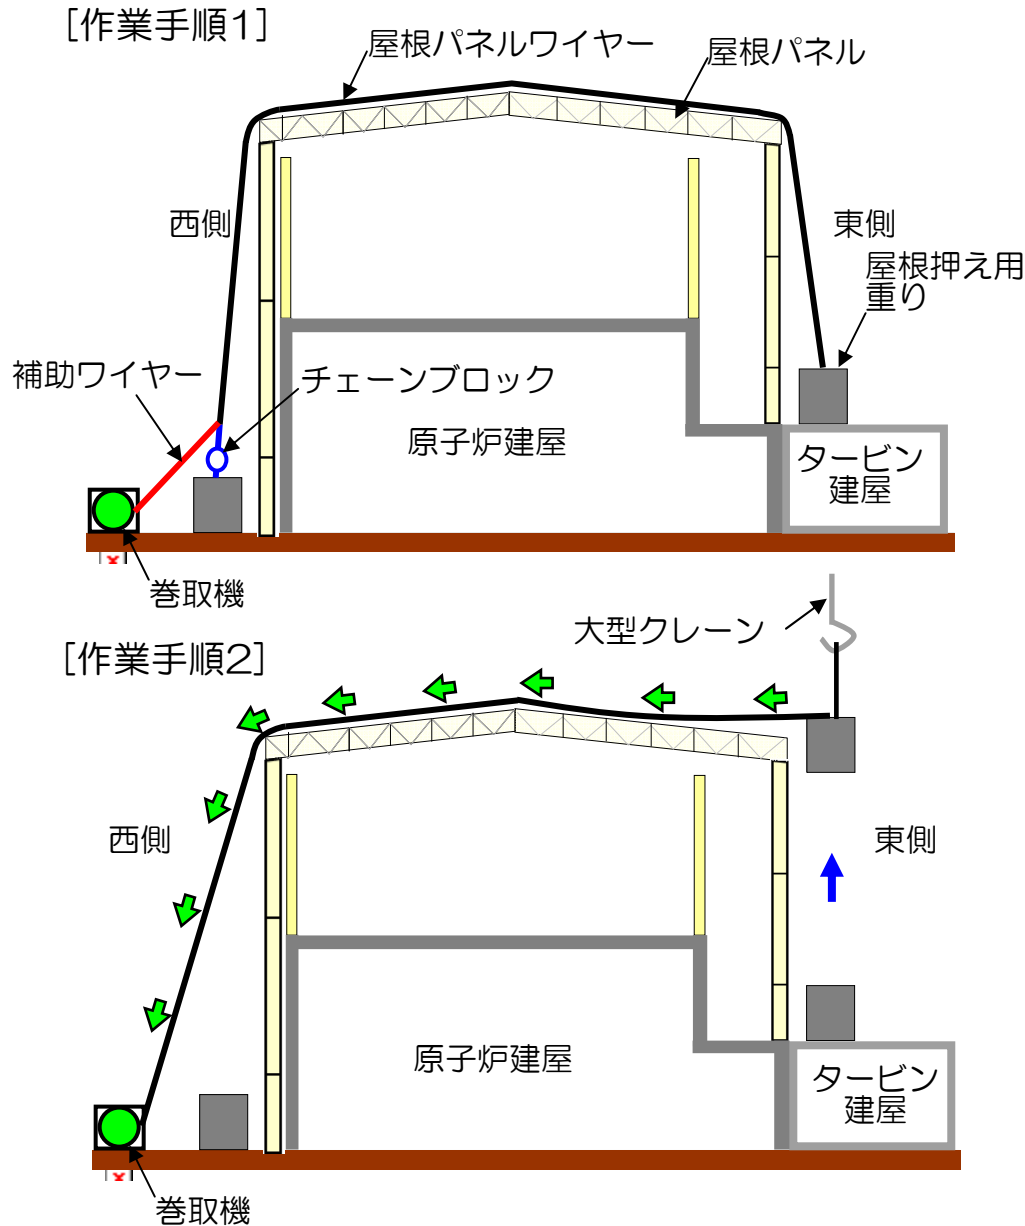 [作業手順1]
屋根パネルワイヤー
屋根パネル
西側
東側
屋根押え用
重り
補助ワイヤー
チェーンブロック
原子炉建屋
タービン
建屋
巻取機
大型クレーン
[作業手順2]
西側
東側
原子炉建屋
タービン
建屋
巻取機